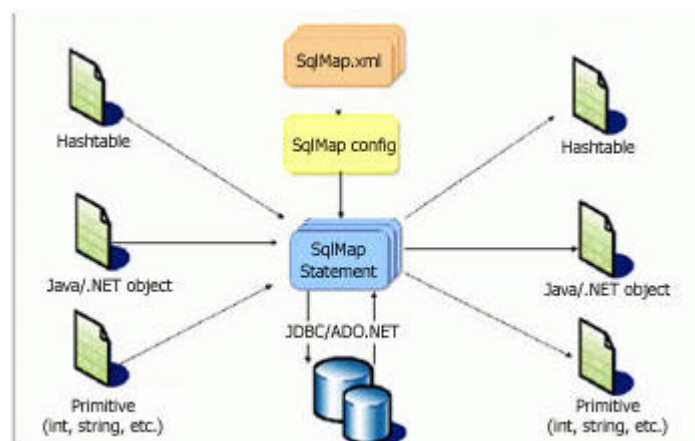 SqlMap.xml
Hashtable
SqlMap config
Hashtable
SqlMap
Statement
Java/.NET object
Java/.NET object
JDBC/ADO.NET
Primitive
(int, string, etc.)
Primitive
(int, string, etc.)